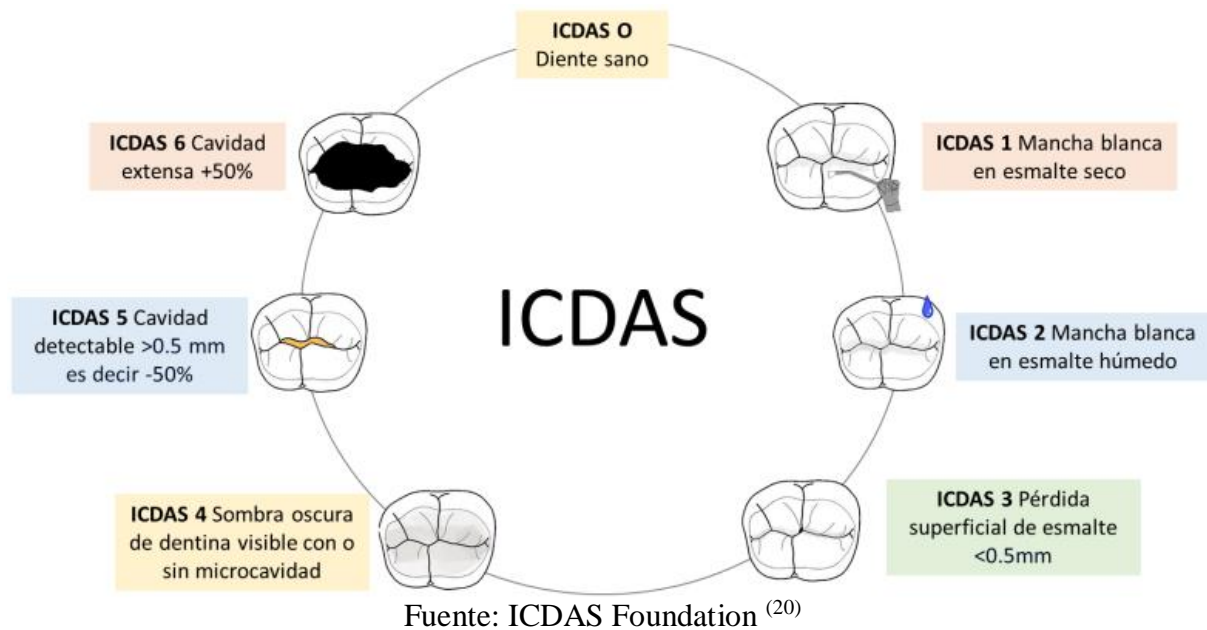 ICDAS O
Diente sano
ICDAS 1 Mancha blanca
en esmalte seco
ICDAS 2 Mancha blanca
en esmalte húmedo
ICDAS 3 Pérdida
superficial de esmalte
<0.5mm
ICDAS 4 Sombra oscura
de dentina visible con o
sin microcavidad
ICDAS 5 Cavidad
detectable >0.5 mm
es decir -50%
ICDAS 6 Cavidad
extensa +50%
ICDAS
Fuente: ICDAS Foundation (20)